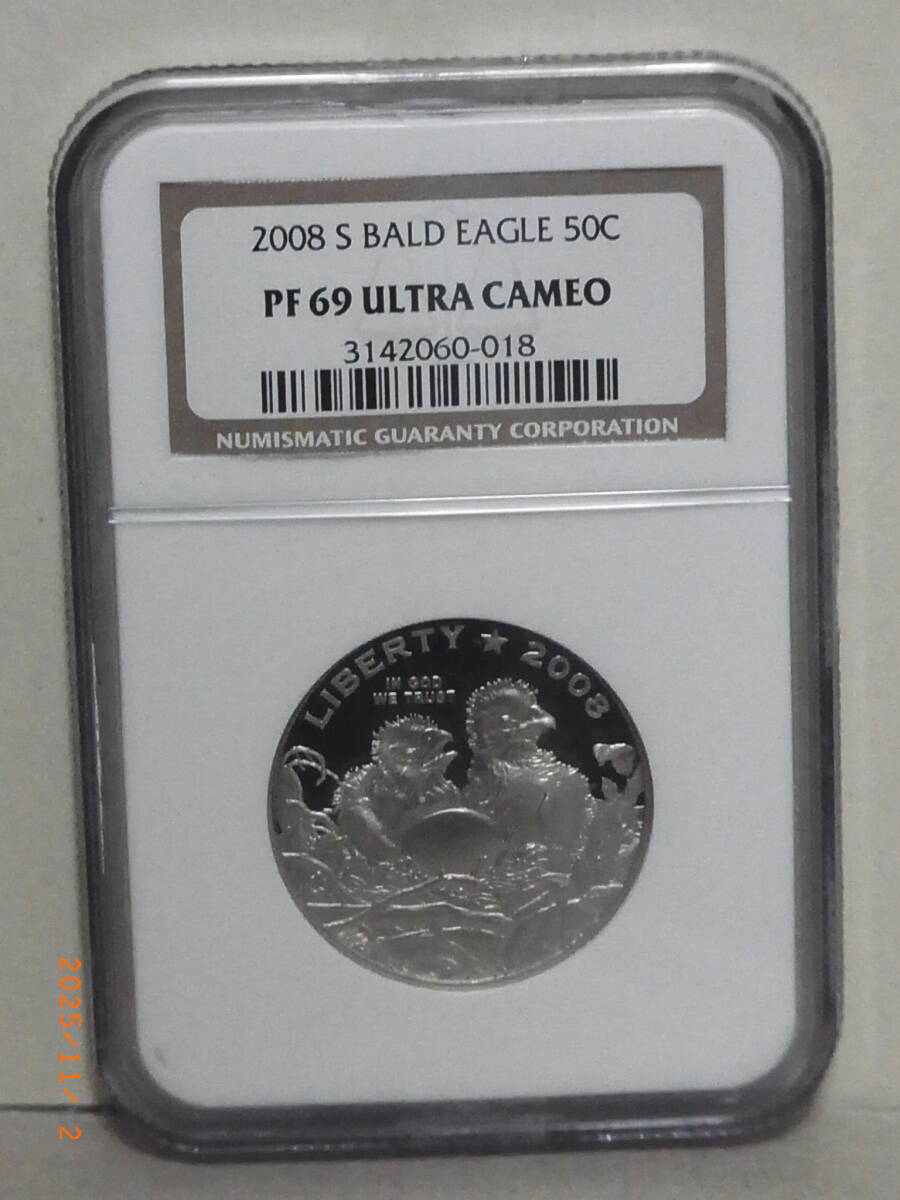 2008 S BALD EAGLE 50C
PF 69 ULTRA CAMEO
3142060-018
NUMISMATIC GUARANTY CORPORATION
LIBERTY ★ 2008
IN GOD
WE TRUST
2025/11/ 2